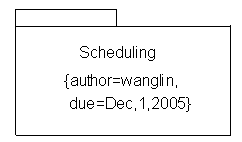 Scheduling
{author=wanglin,
due=Dec,1,2005}